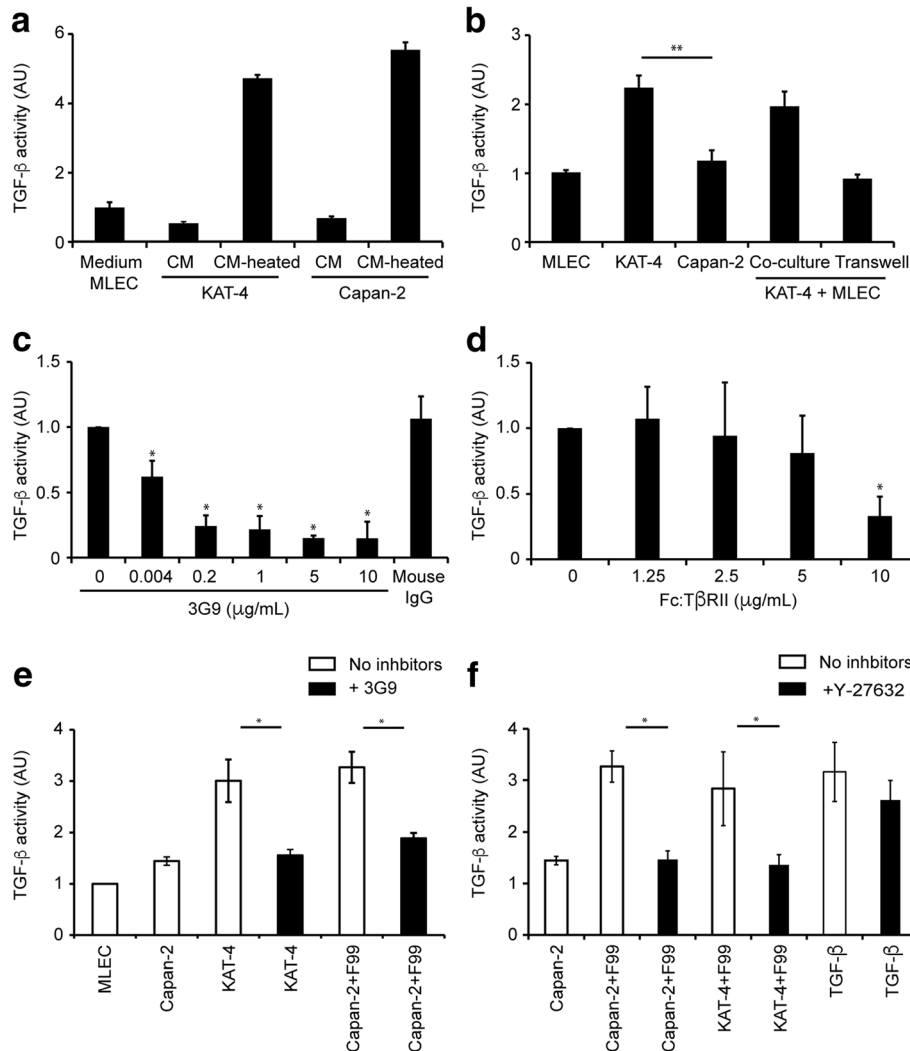 a
TGF-β activity (AU)
6
4
2
0
Medium
MLEC
CM CM-heated CM CM-heated
KAT-4 Capan-2
b
TGF-β activity (AU)
3
2
1
0
**
MLEC KAT-4 Capan-2 Co-culture Transwell
KAT-4 + MLEC
c
TGF-β activity (AU)
1.5
1.0
0.5
0
* * * * *
0 0.004 0.2 1 5 10 Mouse
IgG
3G9 (μg/mL)
d
TGF-β activity (AU)
1.5
1.0
0.5
0
*
0 1.25 2.5 5 10
Fc:TβRII (μg/mL)
e
No inhbitors
+ 3G9
TGF-β activity (AU)
4
3
2
1
0
* *
MLEC
Capan-2
KAT-4
KAT-4
Capan-2+F99
Capan-2+F99
f
No inhbitors
+Y-27632
TGF-β activity (AU)
4
3
2
1
0
* *
Capan-2
Capan-2+F99
Capan-2+F99
KAT-4+F99
KAT-4+F99
TGF-β
TGF-β